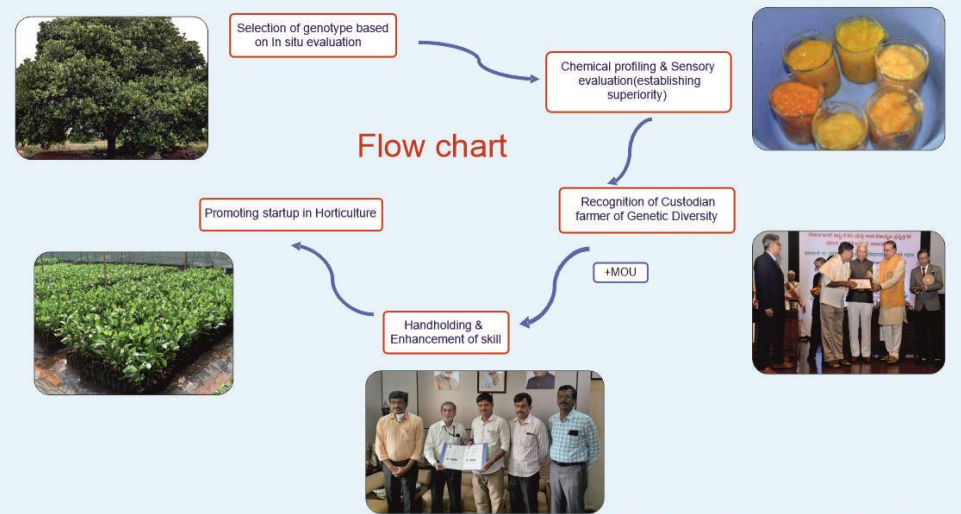 Selection of genotype based
on In situ evaluation
Chemical profiling & Sensory
evaluation(establishing
superiority)
Flow chart
Recognition of Custodian
farmer of Genetic Diversity
Promoting startup in Horticulture
+MOU
Handholding &
Enhancement of skill